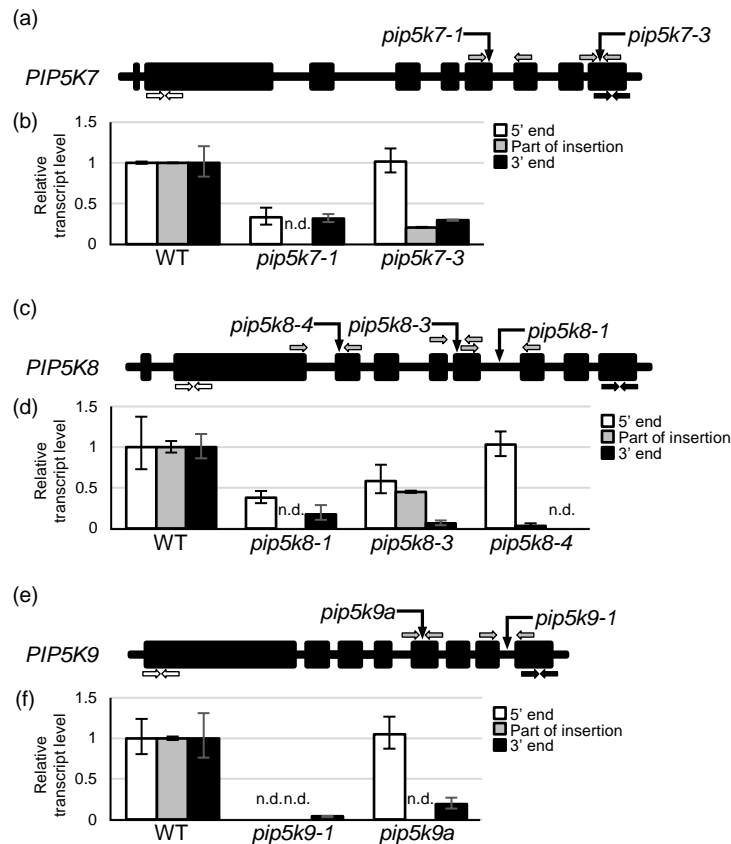 (a)
pip5k7-1
pip5k7-3
PIP5K7
(b)
Relative transcript level
1.5
1
0.5
0
n.d.
WT
pip5k7-1
pip5k7-3
5' end
Part of insertion
3' end
(c)
pip5k8-4
pip5k8-3
pip5k8-1
PIP5K8
(d)
Relative transcript level
1.5
1
0.5
0
n.d.
n.d.
WT
pip5k8-1
pip5k8-3
pip5k8-4
5' end
Part of insertion
3' end
(e)
pip5k9a
pip5k9-1
PIP5K9
(f)
Relative transcript level
1.5
1
0.5
0
n.d.n.d.
n.d.
WT
pip5k9-1
pip5k9a
5' end
Part of insertion
3' end